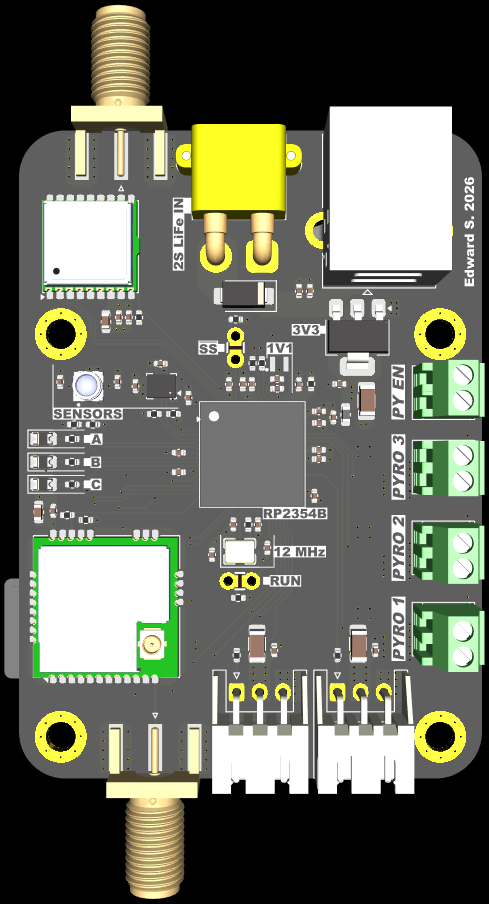 Edward S. 2026
2S LiFe IN
3V3
SS
1V1
PY EN
SENSORS
A
PYRO 3
B
C
RP2354B
PYRO 2
12 MHz
RUN
PYRO 1